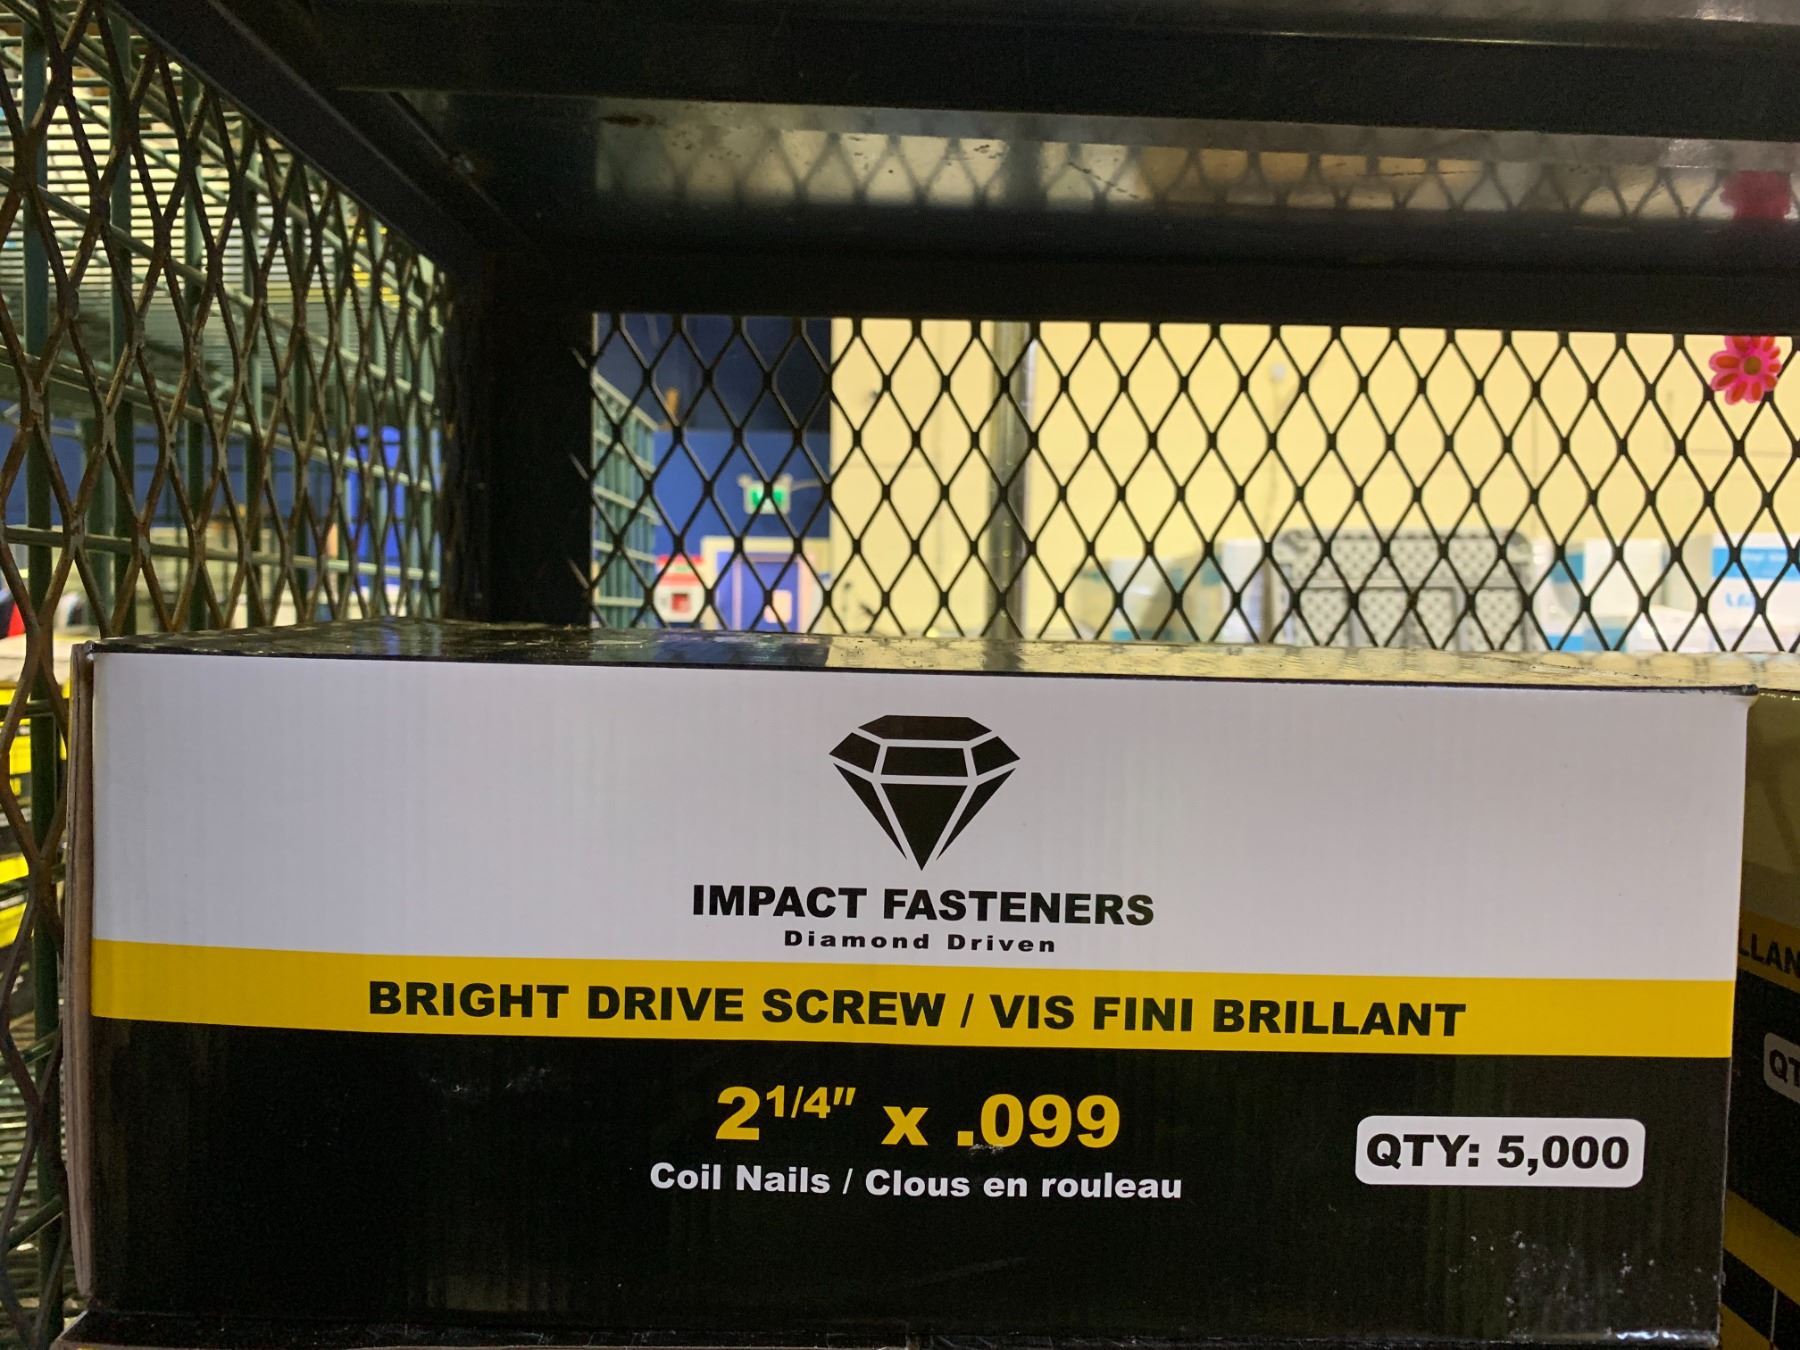 IMPACT FASTENERS
Diamond Driven
BRIGHT DRIVE SCREW / VIS FINI BRILLANT
2 1/4" x .099
Coil Nails / Clous en rouleau
QTY: 5,000